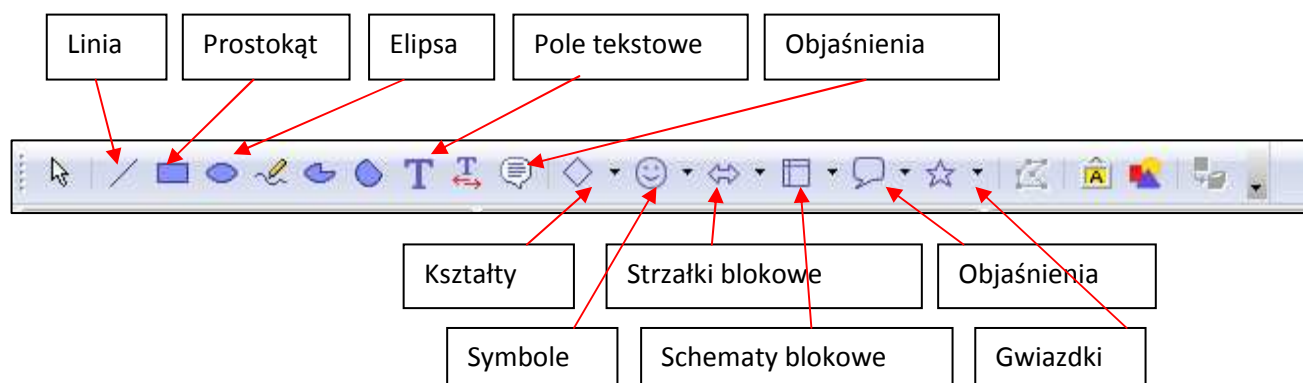 Linia
Prostokąt
Elipsa
Pole tekstowe
Objaśnienia
T
T
A
Kształty
Strzałki blokowe
Objaśnienia
Symbole
Schematy blokowe
Gwiazdki